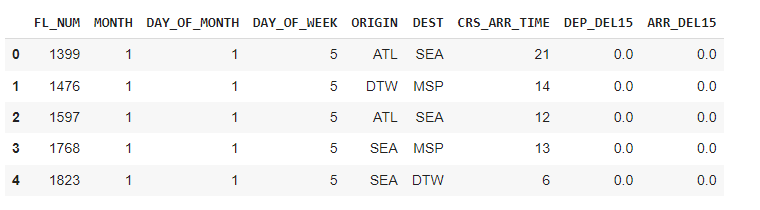 FL_NUM MONTH DAY_OF_MONTH DAY_OF_WEEK ORIGIN DEST CRS_ARR_TIME DEP_DEL15 ARR_DEL15
0 1399 1 1 5 ATL SEA 21 0.0 0.0
1 1476 1 1 5 DTW MSP 14 0.0 0.0
2 1597 1 1 5 ATL SEA 12 0.0 0.0
3 1768 1 1 5 SEA MSP 13 0.0 0.0
4 1823 1 1 5 SEA DTW 6 0.0 0.0